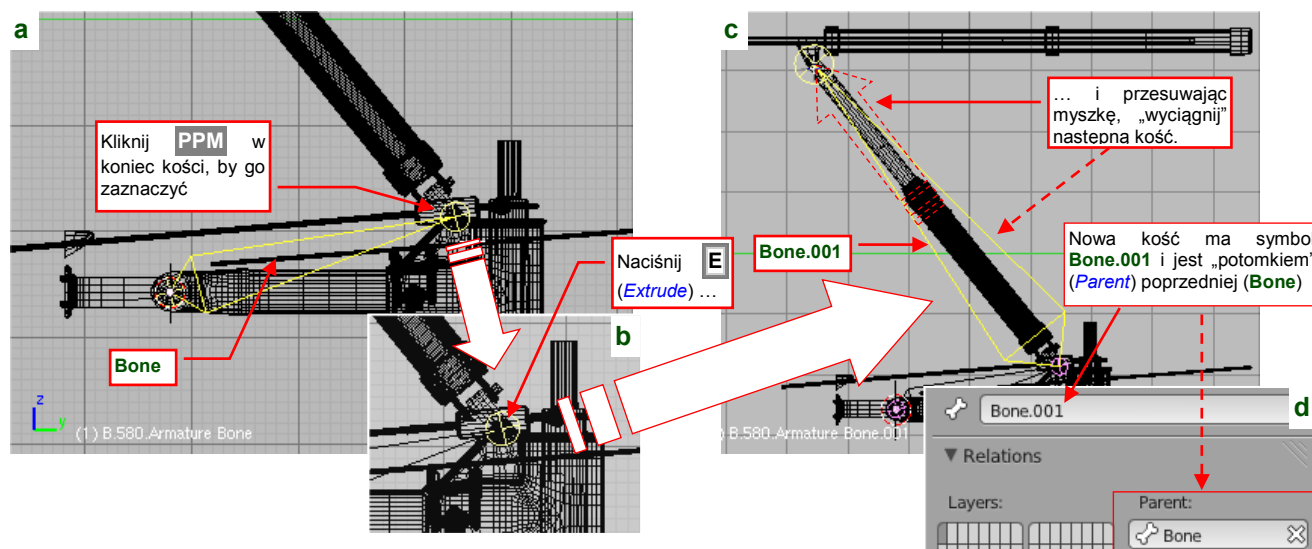 a
Kliknij PPM w
koniec kości, by go
zaznaczyć
Bone
z
y
(1) B.580.Armature Bone
b
Naciśnij E
(Extrude) …
c
… i przesuwając
myszkę, „wyciągnij”
następną kość.
Bone.001
Nowa kość ma symbol
Bone.001 i jest „potomkiem”
(Parent) poprzedniej (Bone)
) B.580.Armature Bone.001
d
Bone.001
Relations
Layers:
Parent:
Bone